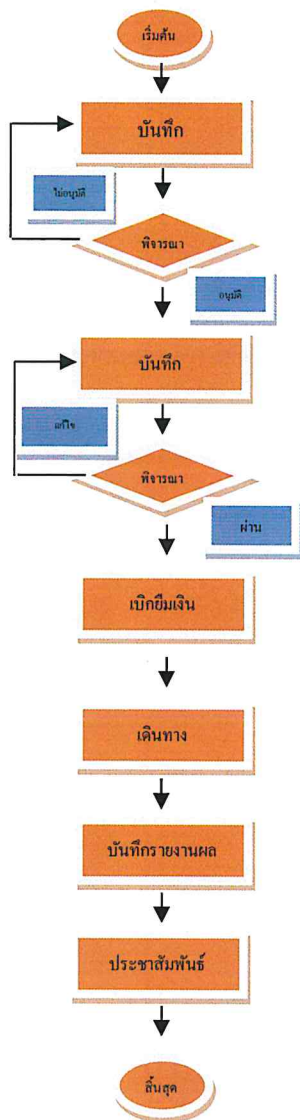 เริ่มต้น
บันทึก
ไม่อนุมัติ
พิจารณา
อนุมัติ
บันทึก
แก้ไข
พิจารณา
ผ่าน
เบิกยืมเงิน
เดินทาง
บันทึกรายงานผล
ประชาสัมพันธ์
สิ้นสุด